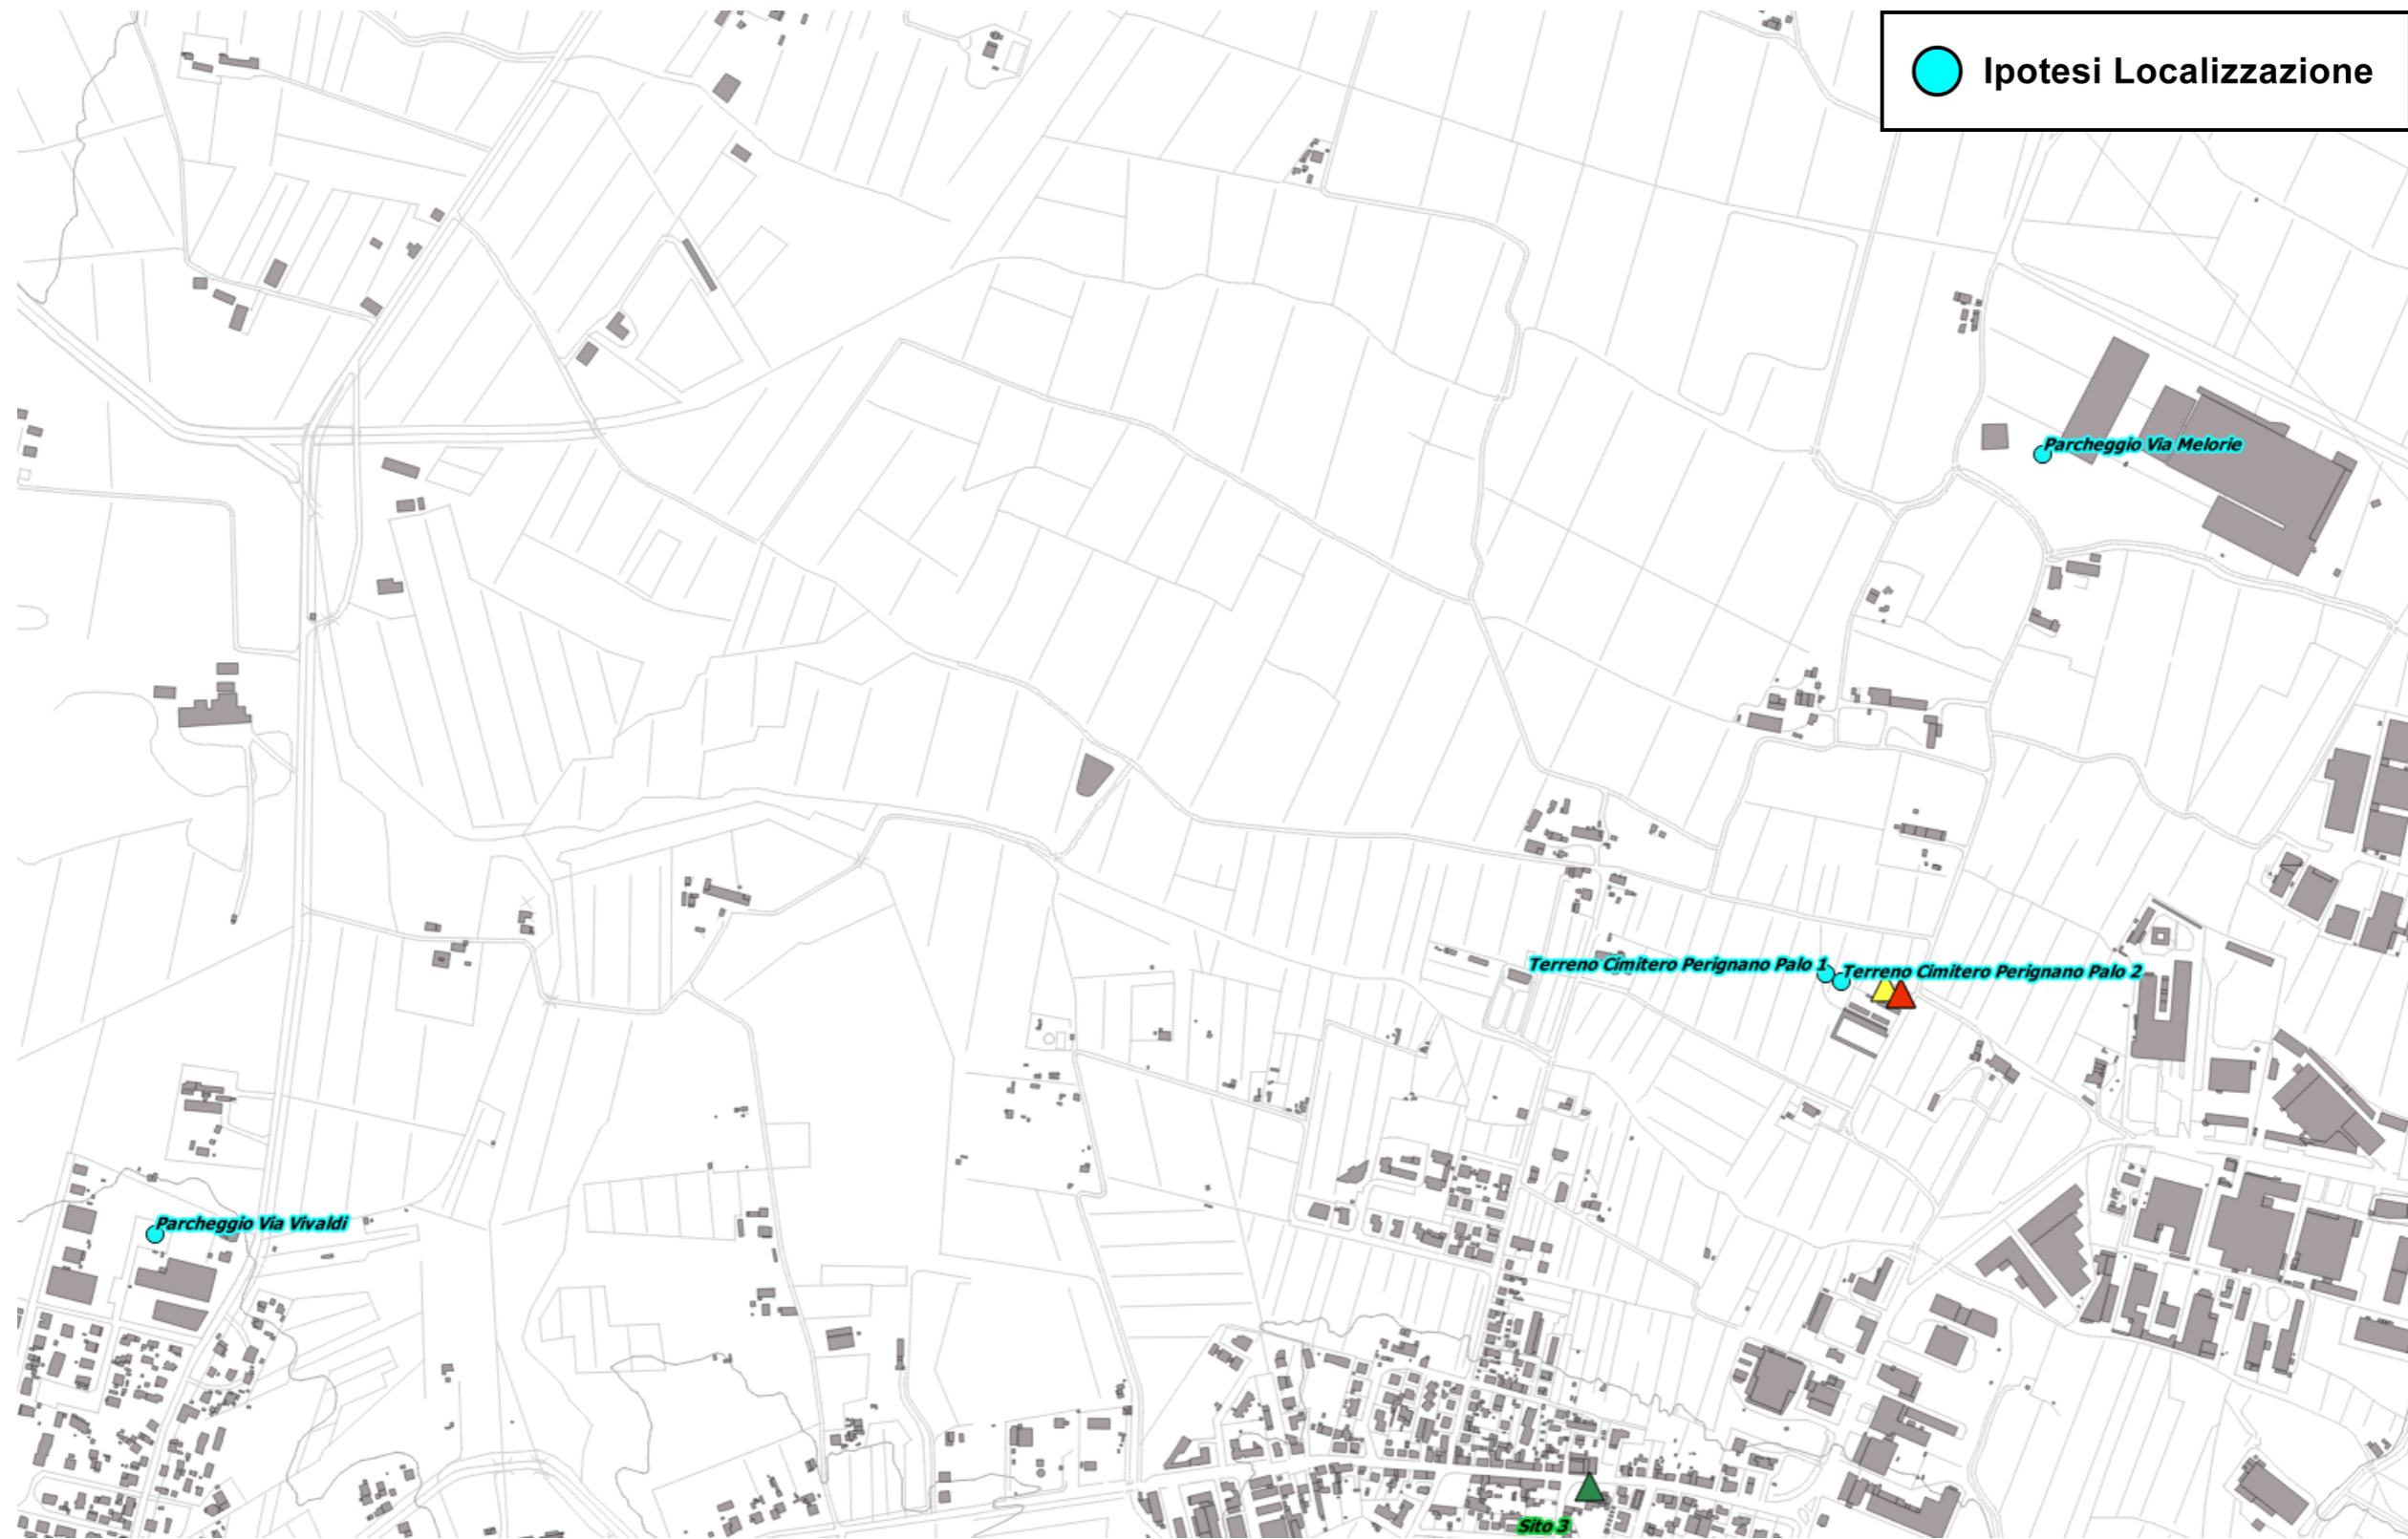 Ipotesi Localizzazione
Parcheggio Via Melorie
Terreno Cimitero Perignano Palo 1
Terreno Cimitero Perignano Palo 2
Parcheggio Via Vivaldi
Sito 3